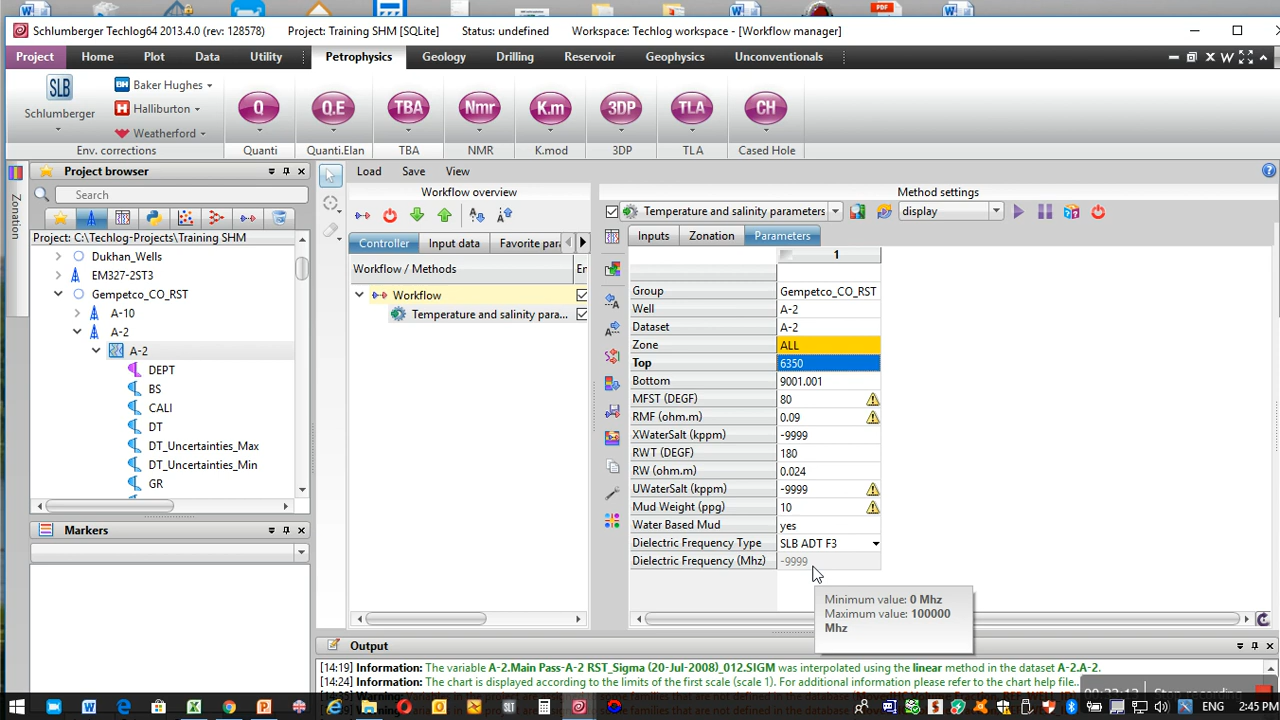 Schlumberger Techlog64 2013.4.0 (rev: 128578) Project: Training SHM [SQLite] Status: undefined Workspace: Techlog workspace - [Workflow manager]
Project Home Plot Data Utility Petrophysics Geology Drilling Reservoir Geophysics Unconventionals
SLB
Schlumberger
BH Baker Hughes
H Halliburton
Weatherford
Q Q.E TBA Nmr K.m 3DP TLA CH
Env. corrections Quanti Quanti.Elan TBA NMR K.mod 3DP TLA Cased Hole
Zonation
Project browser
Search
Project: C:\Techlog-Projects\Training SHM
Dukhan_Wells
EM327-2ST3
Gempetco_CO_RST
A-10
A-2
A-2
DEPT
BS
CALI
DT
DT_Uncertainties_Max
DT_Uncertainties_Min
GR
Markers
Load Save View
Workflow overview
Controller Input data Favorite par
Workflow / Methods
Workflow
Temperature and salinity para...
Method settings
Temperature and salinity parameters display
Inputs Zonation Parameters
1
Group Gempetco_CO_RST
Well A-2
Dataset A-2
Zone ALL
Top 6350
Bottom 9001.001
MFST (DEGF) 80
RMF (ohm.m) 0.09
XWaterSalt (kppm) -9999
RWT (DEGF) 180
RW (ohm.m) 0.024
UWaterSalt (kppm) -9999
Mud Weight (ppg) 10
Water Based Mud yes
Dielectric Frequency Type SLB ADT F3
Dielectric Frequency (Mhz) -9999
Minimum value: 0 Mhz
Maximum value: 100000
Mhz
Output
[14:19] Information: The variable A-2.Main Pass-A-2 RST_Sigma (20-Jul-2008)_012.SIGM was interpolated using the linear method in the dataset A-2.A-2.
[14:24] Information: The chart is displayed according to the limits of the first scale (scale 1). For additional information please refer to the chart help file.
ENG 2:45 PM